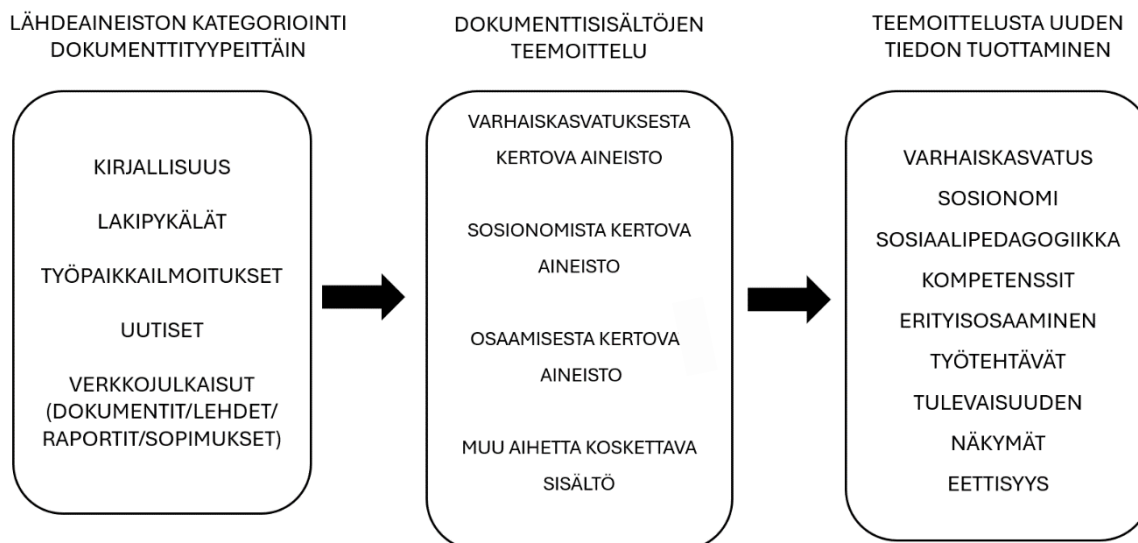 LÄHDEAINEISTON KATEGORIOINTI
DOKUMENTTITYYPEITTÄIN
KIRJALLISUUS
LAKIPYKÄLÄT
TYÖPAIKKAILMOITUKSET
UUTISET
VERKKOJULKAISUT
(DOKUMENTIT/LEHDET/
RAPORTIT/SOPIMUKSET)
DOKUMENTTISISÄLTÖJEN
TEEMOITTELU
VARHAISKASVATUKSESTA
KERTOVA AINEISTO
SOSIONOMISTA KERTOVA
AINEISTO
OSAAMISESTA KERTOVA
AINEISTO
MUU AIHETTA KOSKETTAVA
SISÄLTÖ
TEEMOITTELUSTA UUDEN
TIEDON TUOTTAMINEN
VARHAISKASVATUS
SOSIONOMI
SOSIAALIPEDAGOGIIKKA
KOMPETENSSIT
ERITYISOSAAMINEN
TYÖTEHTÄVÄT
TULEVAISUUDEN
NÄKYMÄT
EETTISYYS